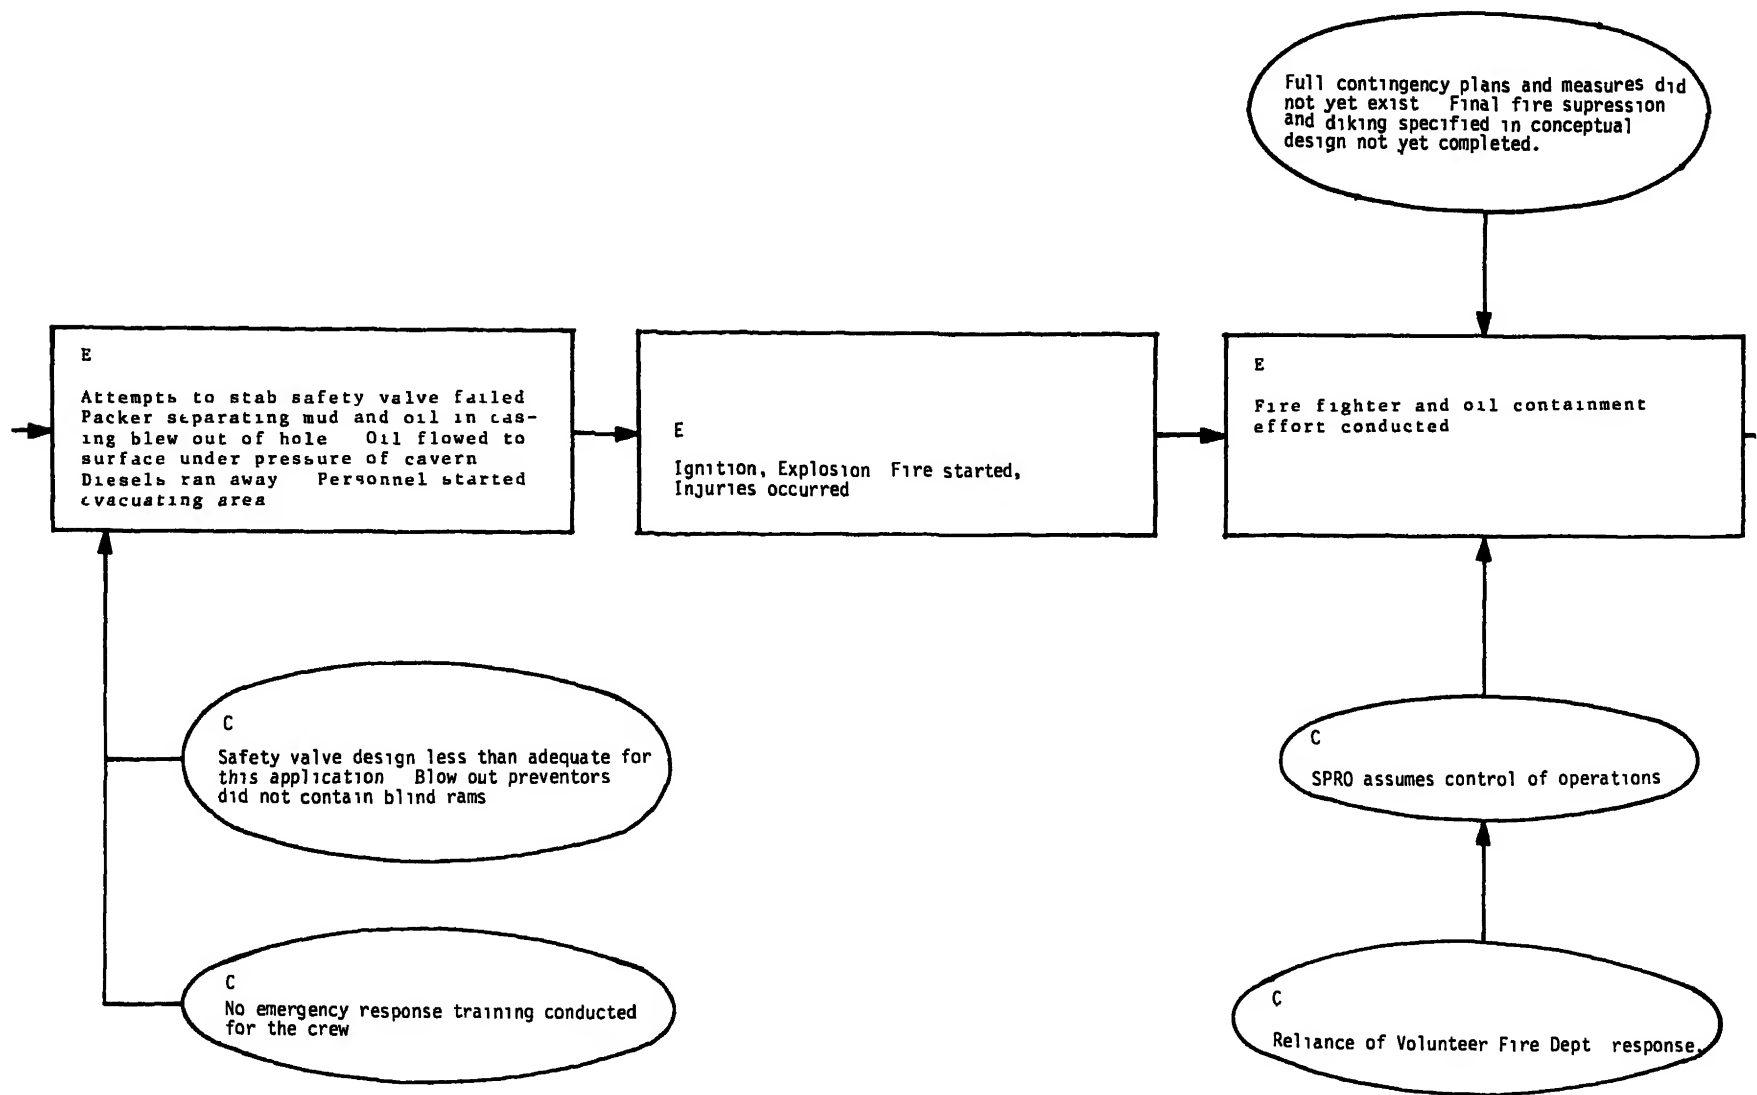 Full contingency plans and measures did
not yet exist   Final fire supression
and diking specified in conceptual
design not yet completed.
E
Attempts to stab safety valve failed
Packer separating mud and oil in cas-
ing blew out of hole   Oil flowed to
surface under pressure of cavern
Diesels ran away   Personnel started
evacuating area
E
Ignition, Explosion  Fire started,
Injuries occurred
E
Fire fighter and oil containment
effort conducted
C
Safety valve design less than adequate for
this application   Blow out preventors
did not contain blind rams
C
SPRO assumes control of operations
C
No emergency response training conducted
for the crew
C
Reliance of Volunteer Fire Dept  response.